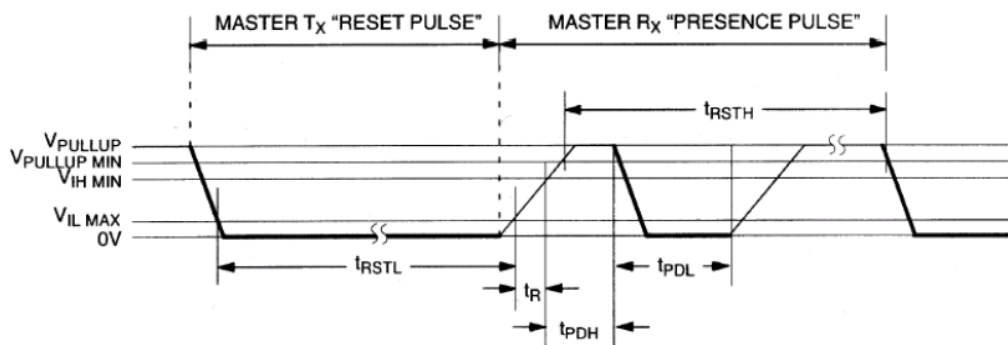 MASTER TX “RESET PULSE” MASTER RX “PRESENCE PULSE”
tRSTH
VPULLUP
VPULLUP MIN
VIH MIN
VIL MAX
0V
tRSTL
tPDL
tR
tPDH